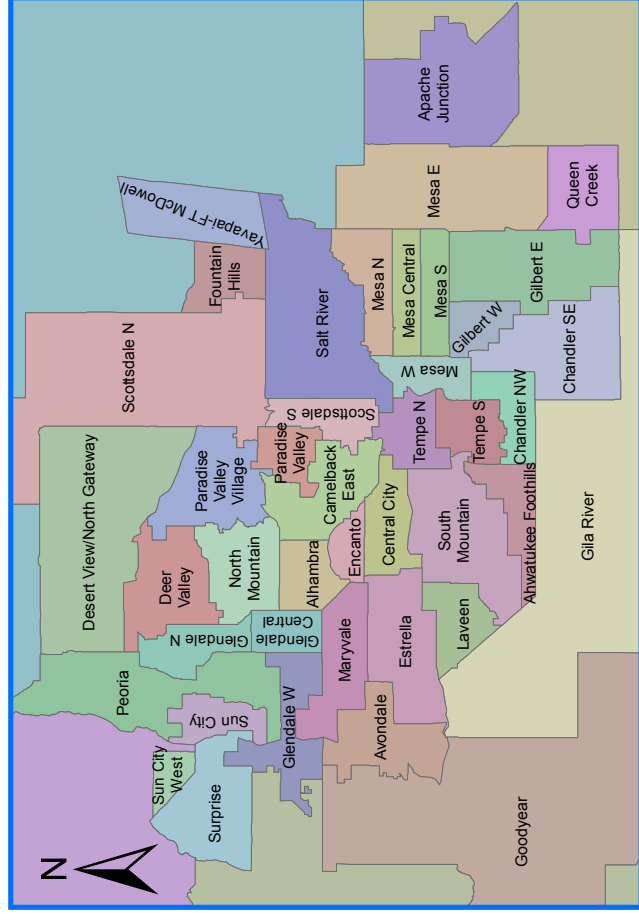 N
Desert View/North Gateway
Scottsdale N
Peoria
Yavapai-FT McDowell
Deer
Valley
Paradise
Valley
Village
Fountain
Hills
Sun City
West
Sun City
Glendale N
North
Mountain
Surprise
Glendale
Central
Alhambra
Paradise
Valley
Scottsdale S
Salt River
Glendale W
Camelback
East
Encanto
Maryvale
Central City
Mesa N
Mesa E
Apache
Junction
Avondale
Estrella
Tempe N
Mesa W
Mesa Central
Mesa S
Laveen
South
Mountain
Tempe S
Gilbert W
Gilbert E
Goodyear
Ahwatukee Foothills
Chandler NW
Chandler SE
Queen
Creek
Gila River